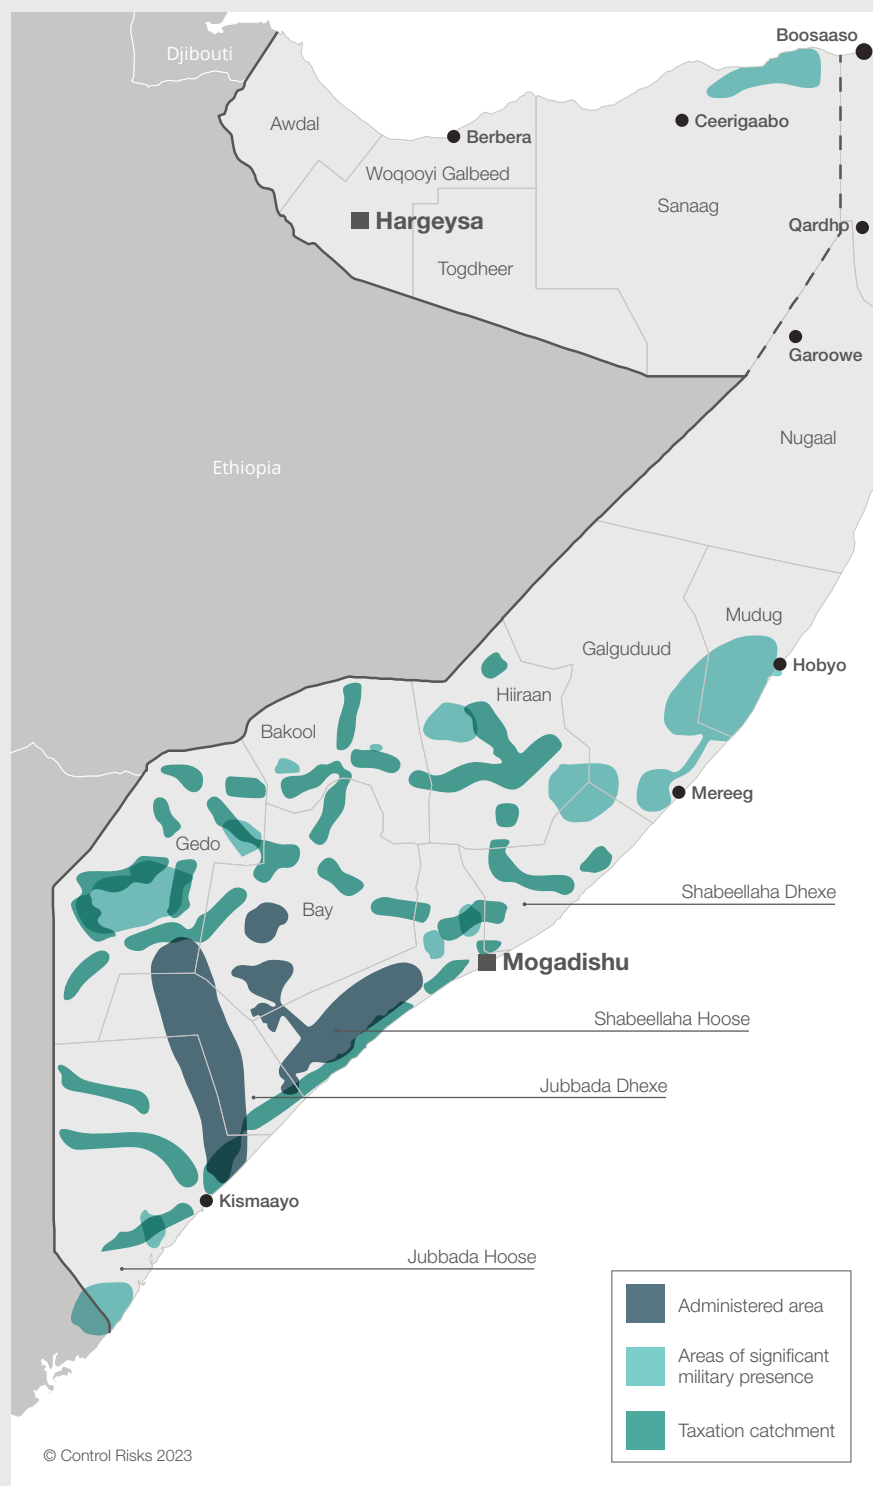 Boosaaso
Djibouti
Ceerigaabo
Awdal
Berbera
Woqooyi Galbeed
Sanaag
Hargeysa
Qardho
Togdheer
Garoowe
Nugaal
Ethiopia
Mudug
Galguduud
Hobyo
Hiiraan
Bakool
Mereeg
Gedo
Shabeellaha Dhexe
Bay
Mogadishu
Shabeellaha Hoose
Jubbada Dhexe
Kismaayo
Jubbada Hoose
Administered area
Areas of significant
military presence
Taxation catchment
© Control Risks 2023